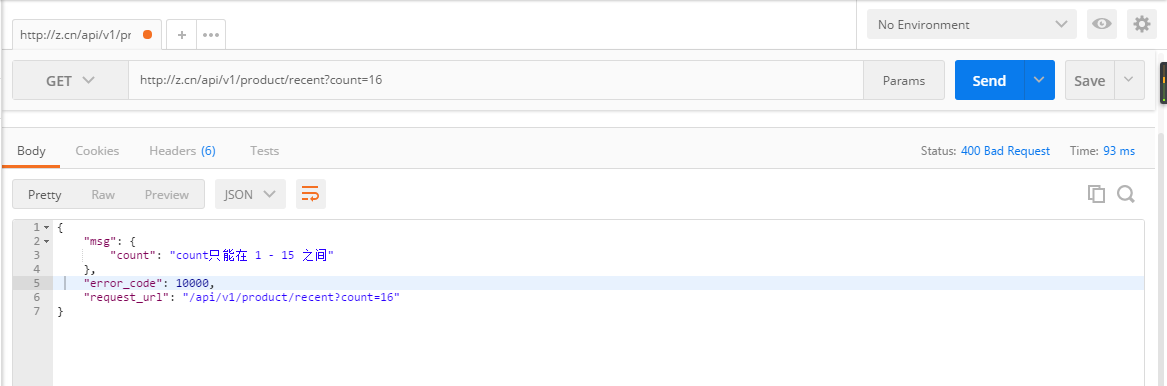 No Environment
http://z.cn/api/v1/pr
GET http://z.cn/api/v1/product/recent?count=16 Params Send Save
Body Cookies Headers (6) Tests Status: 400 Bad Request Time: 93 ms
Pretty Raw Preview JSON
1 {
2 "msg": {
3 "count": "count只能在 1 - 15 之间"
4 },
5 "error_code": 10000,
6 "request_url": "/api/v1/product/recent?count=16"
7 }